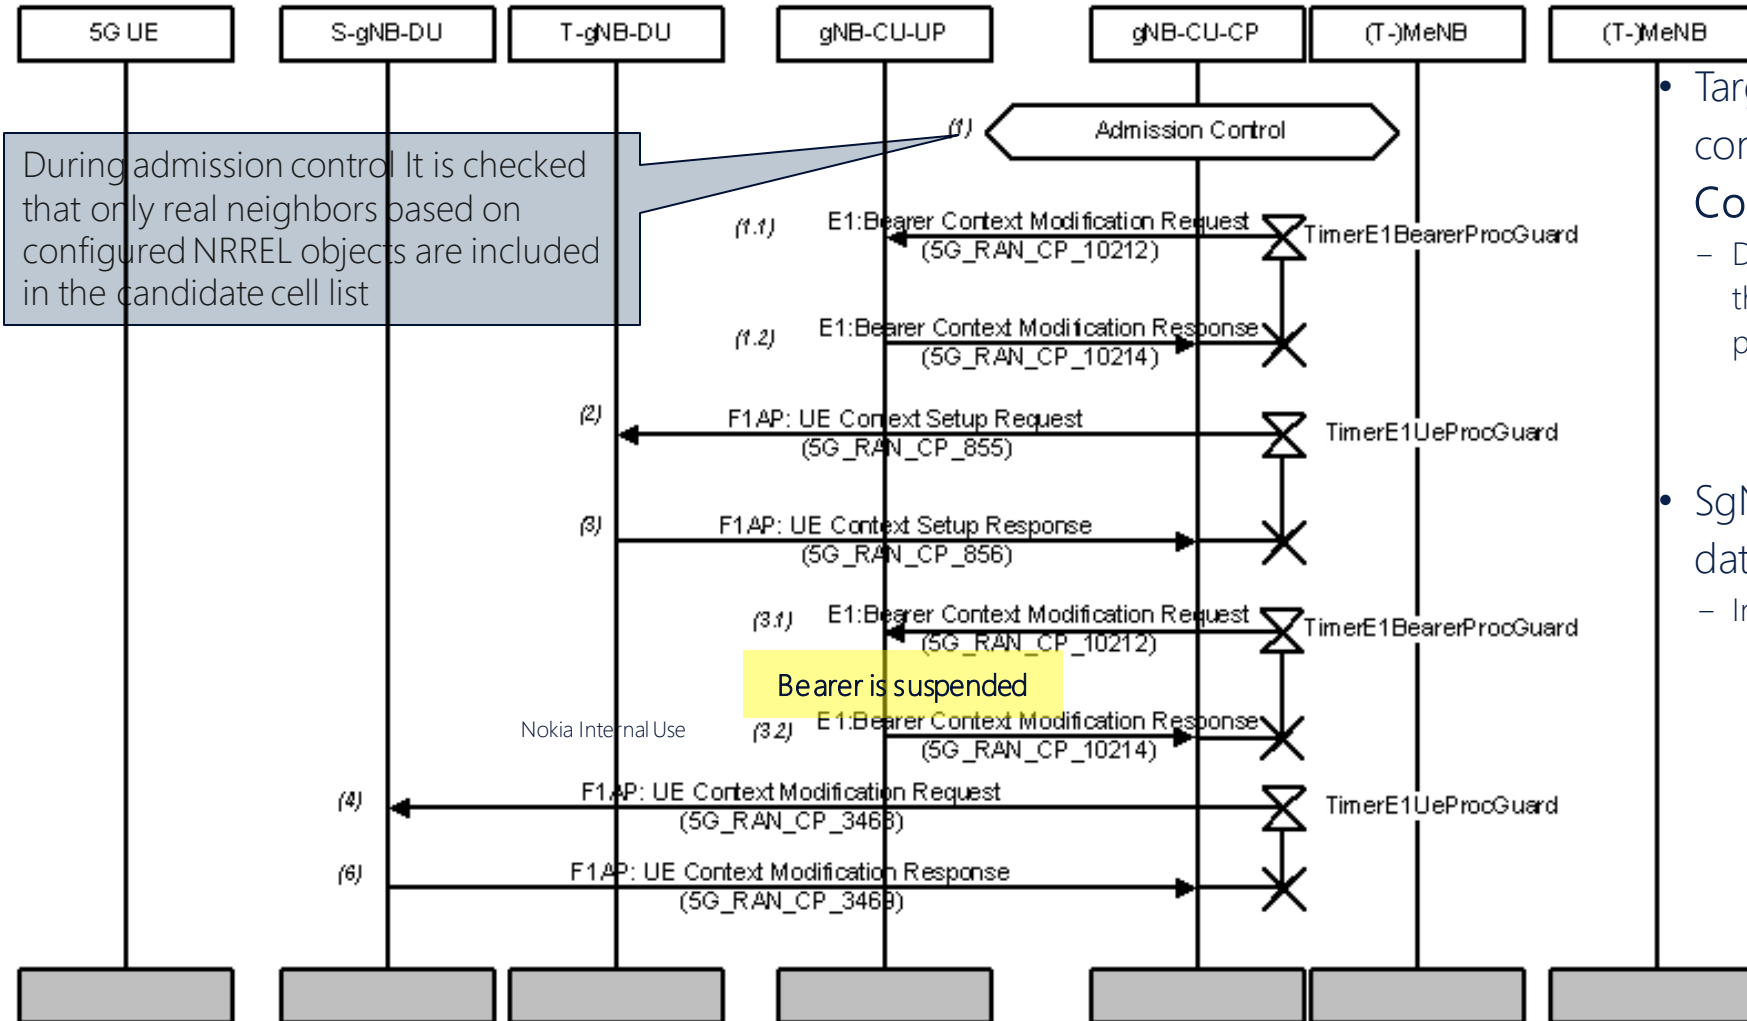 5G UE
S-gNB-DU
T-gNB-DU
gNB-CU-UP
gNB-CU-CP
(T-)MeNB
(T-)MeNB
(1)
Admission Control
During admission control It is checked
that only real neighbors based on
configured NRREL objects are included
in the candidate cell list
(1.1)
E1:Bearer Context Modification Request
(5G_RAN_CP_10212)
TimerE1BearerProcGuard
(1.2)
E1:Bearer Context Modification Response
(5G_RAN_CP_10214)
(2)
F1AP: UE Context Setup Request
(5G_RAN_CP_855)
TimerE1UeProcGuard
(3)
F1AP: UE Context Setup Response
(5G_RAN_CP_856)
(3.1)
E1:Bearer Context Modification Request
(5G_RAN_CP_10212)
TimerE1BearerProcGuard
Bearer is suspended
Nokia Internal Use
(3.2)
E1:Bearer Context Modification Response
(5G_RAN_CP_10214)
(4)
F1AP: UE Context Modification Request
(5G_RAN_CP_3468)
TimerE1UeProcGuard
(6)
F1AP: UE Context Modification Response
(5G_RAN_CP_3469)